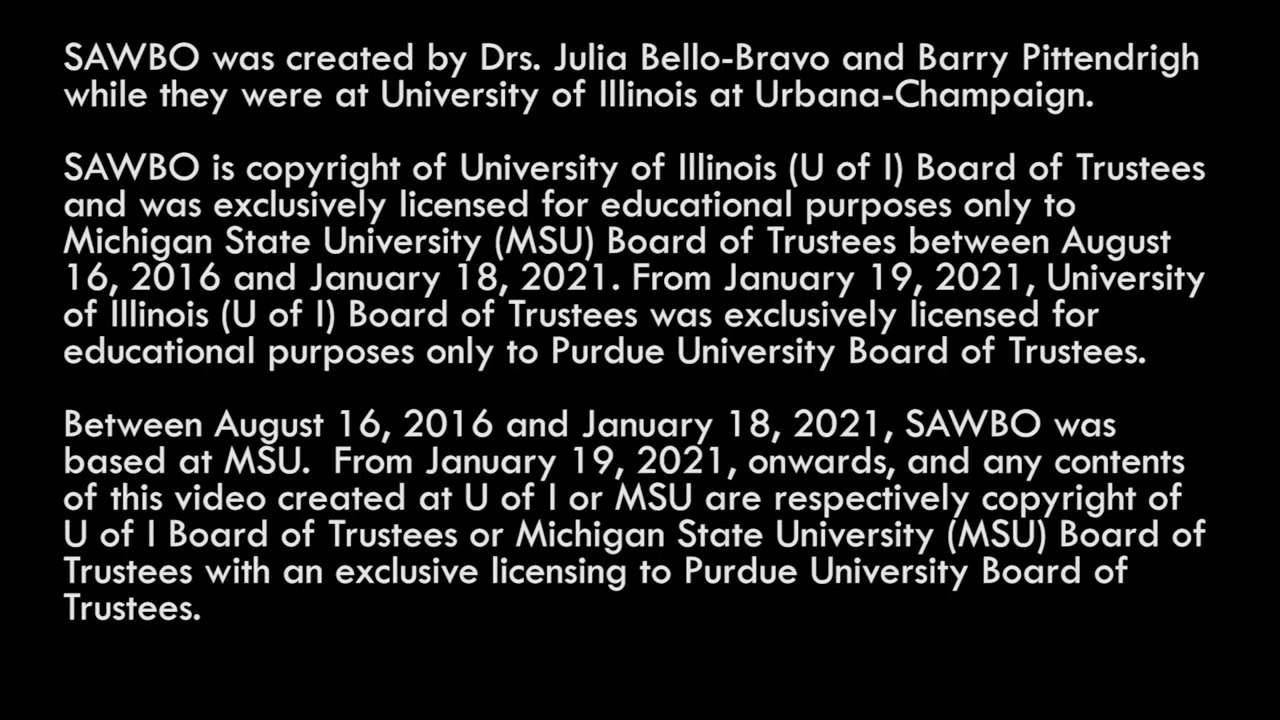 SAWBO was created by Drs. Julia Bello-Bravo and Barry Pittendrigh
while they were at University of Illinois at Urbana-Champaign.
SAWBO is copyright of University of Illinois (U of I) Board of Trustees
and was exclusively licensed for educational purposes only to
Michigan State University (MSU) Board of Trustees between August
16, 2016 and January 18, 2021. From January 19, 2021, University
of Illinois (U of I) Board of Trustees was exclusively licensed for
educational purposes only to Purdue University Board of Trustees.
Between August 16, 2016 and January 18, 2021, SAWBO was
based at MSU.  From January 19, 2021, onwards, and any contents
of this video created at U of I or MSU are respectively copyright of
U of I Board of Trustees or Michigan State University (MSU) Board of
Trustees with an exclusive licensing to Purdue University Board of
Trustees.